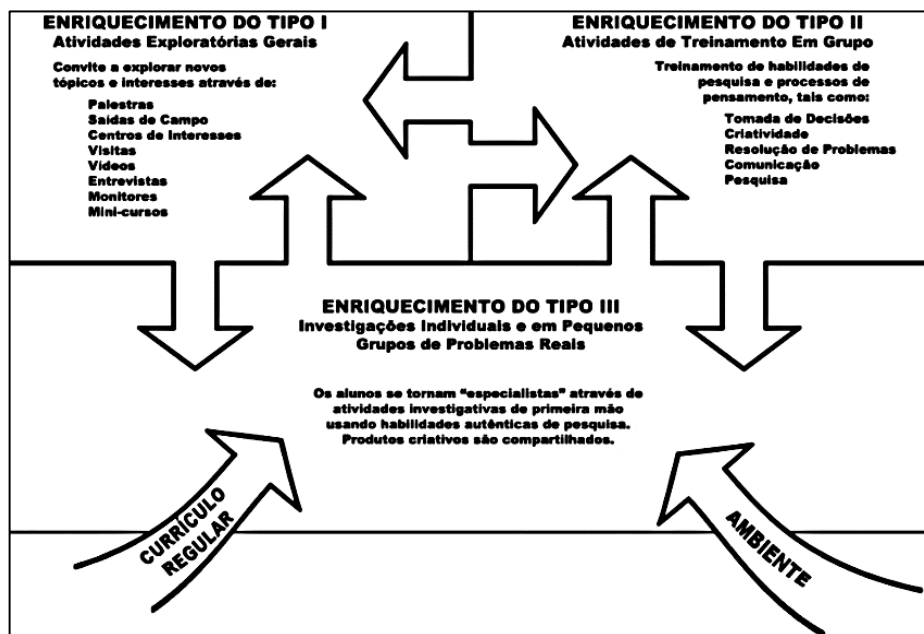 ENRIQUECIMENTO DO TIPO I
Atividades Exploratórias Gerais
Convite a explorar novos
tópicos e interesses através de:
Palestras
Saídas de Campo
Centros de Interesses
Visitas
Vídeos
Entrevistas
Monitores
Mini-cursos
ENRIQUECIMENTO DO TIPO II
Atividades de Treinamento Em Grupo
Treinamento de habilidades de
pesquisa e processos de
pensamento, tais como:
Tomada de Decisões
Criatividade
Resolução de Problemas
Comunicação
Pesquisa
ENRIQUECIMENTO DO TIPO III
Investigações Individuais e em Pequenos
Grupos de Problemas Reais
Os alunos se tornam “especialistas” através de
atividades investigativas de primeira mão
usando habilidades autênticas de pesquisa.
Produtos criativos são compartilhados.
CURRÍCULO
REGULAR
AMBIENTE